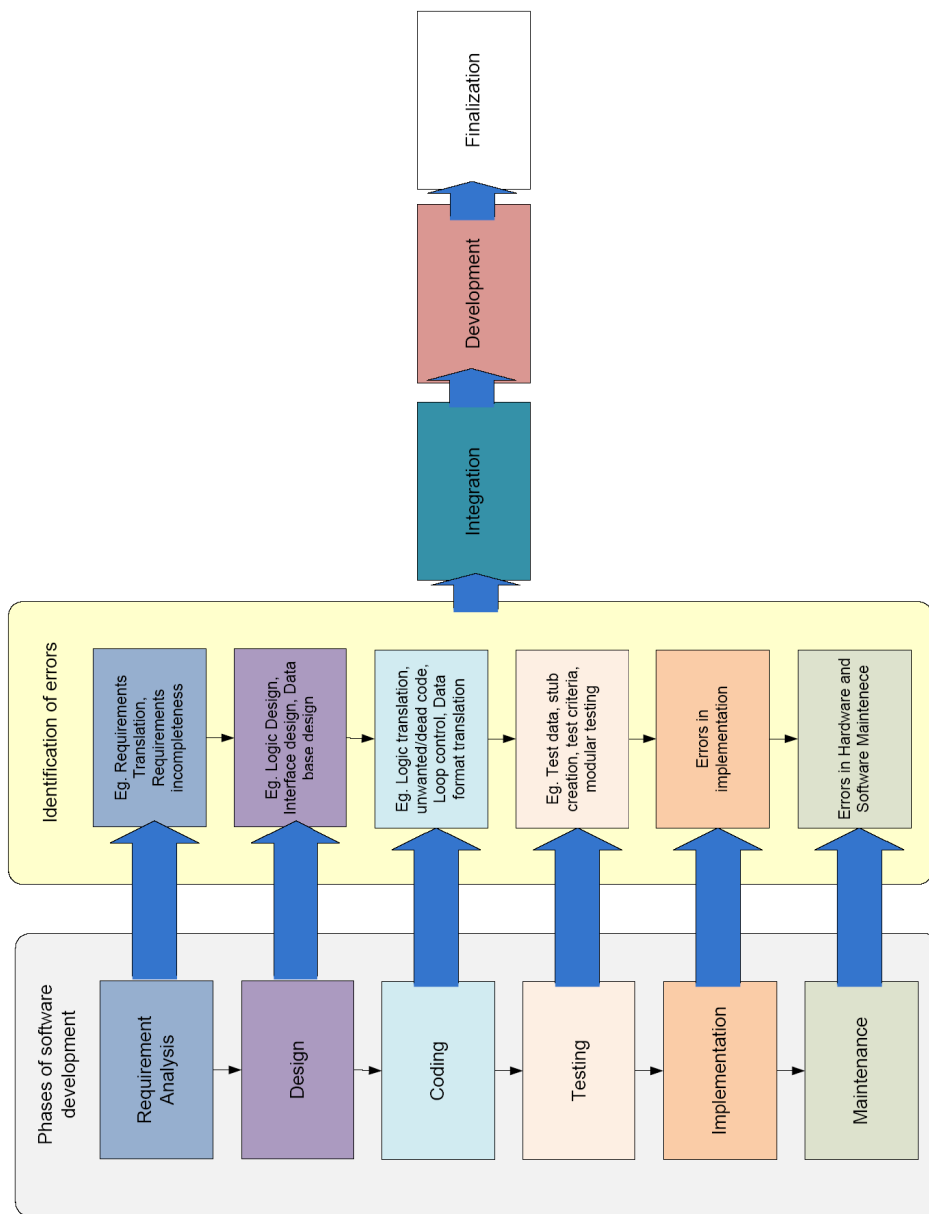 Phases of software
development
Requirement
Analysis
Design
Coding
Testing
Implementation
Maintenance
Identification of errors
Eg. Requirements
Translation,
Requirements
incompleteness
Eg. Logic Design,
Interface design, Data
base design
Eg. Logic translation,
unwanted/dead code,
Loop control, Data
format translation
Eg. Test data, stub
creation, test criteria,
modular testing
Errors in
implementation
Errors in Hardware and
Software Maintenece
Integration
Development
Finalization